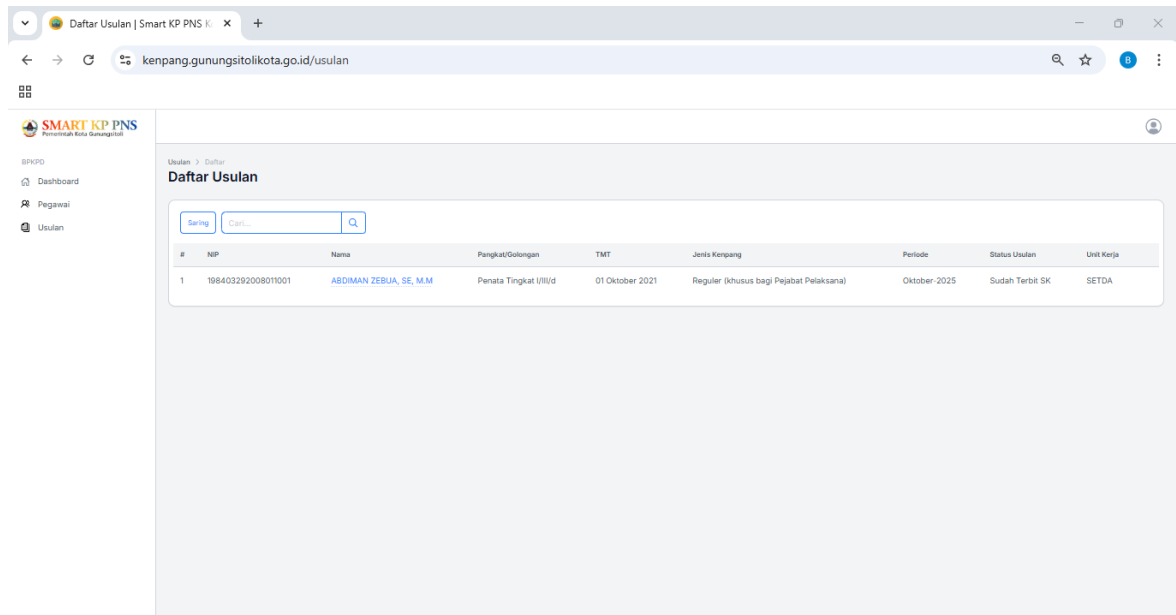 Daftar Usulan | Smart KP PNS K
kenpang.gunungsitolikota.go.id/usulan
B
SMART KP PNS
Pemerintah Kota Gunungsitoli
BPKPD
Dashboard
Pegawai
Usulan
Usulan > Daftar
Daftar Usulan
Saring Cari...
# NIP Nama Pangkat/Golongan TMT Jenis Kenpang Periode Status Usulan Unit Kerja
1 198403292008011001 ABDIMAN ZEBUA, SE, M.M Penata Tingkat I/III/d 01 Oktober 2021 Reguler (khusus bagi Pejabat Pelaksana) Oktober-2025 Sudah Terbit SK SETDA